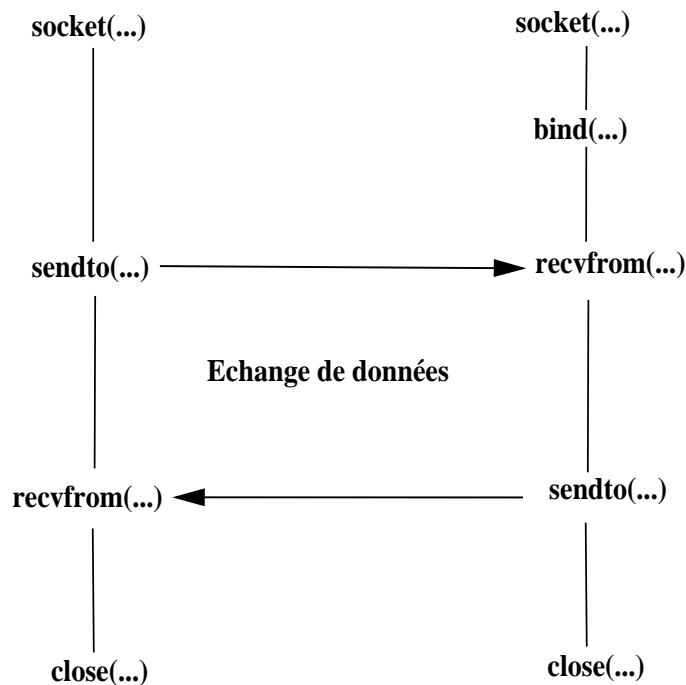 socket(...)
socket(...)
bind(...)
sendto(...)
recvfrom(...)
Echange de données
recvfrom(...)
sendto(...)
close(...)
close(...)